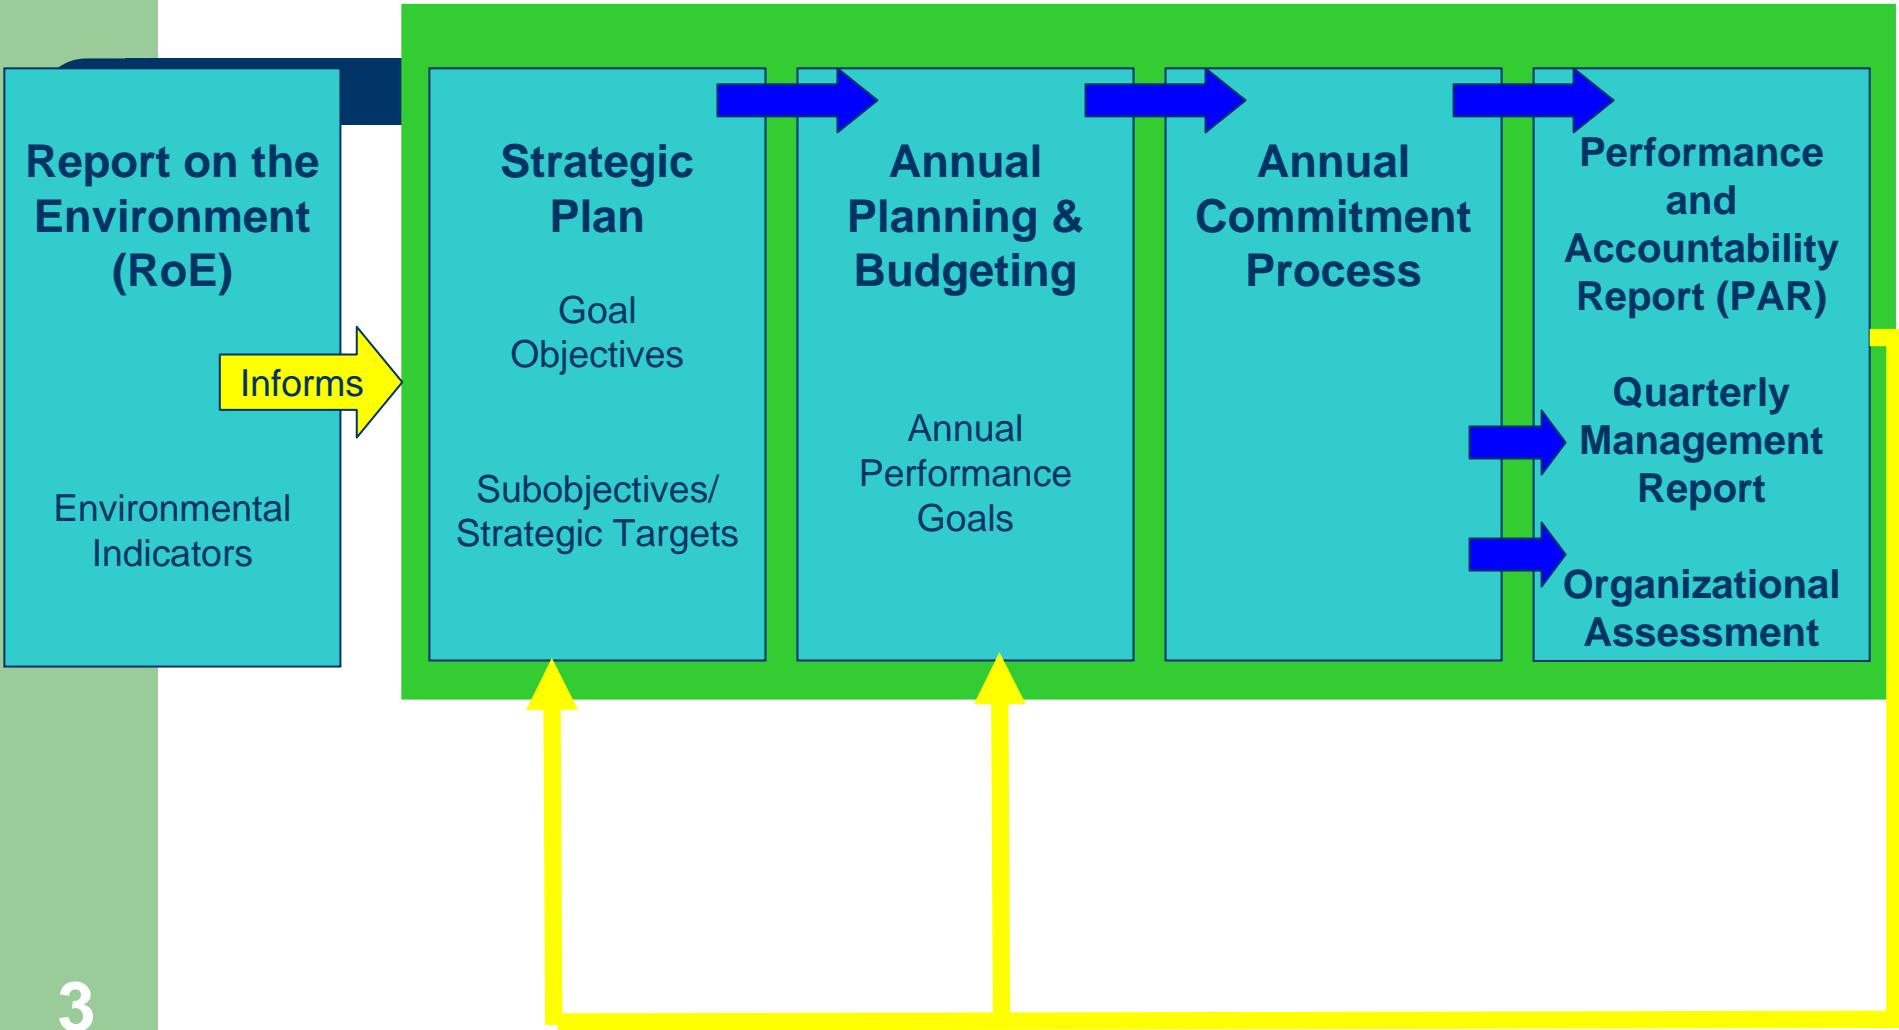 Report on the
Environment
(RoE)
Informs
Environmental
Indicators
Strategic
Plan
Goal
Objectives
Subobjectives/
Strategic Targets
Annual
Planning &
Budgeting
Annual
Performance
Goals
Annual
Commitment
Process
Performance
and
Accountability
Report (PAR)
Quarterly
Management
Report
Organizational
Assessment
3